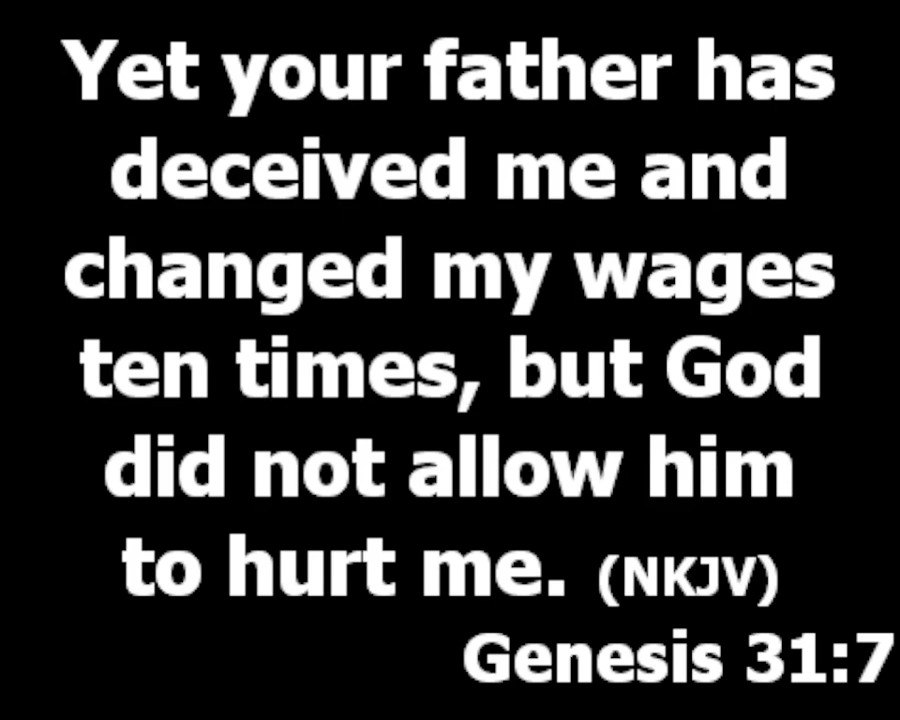 Yet your father has
deceived me and
changed my wages
ten times, but God
did not allow him
to hurt me. (NKJV)
Genesis 31:7